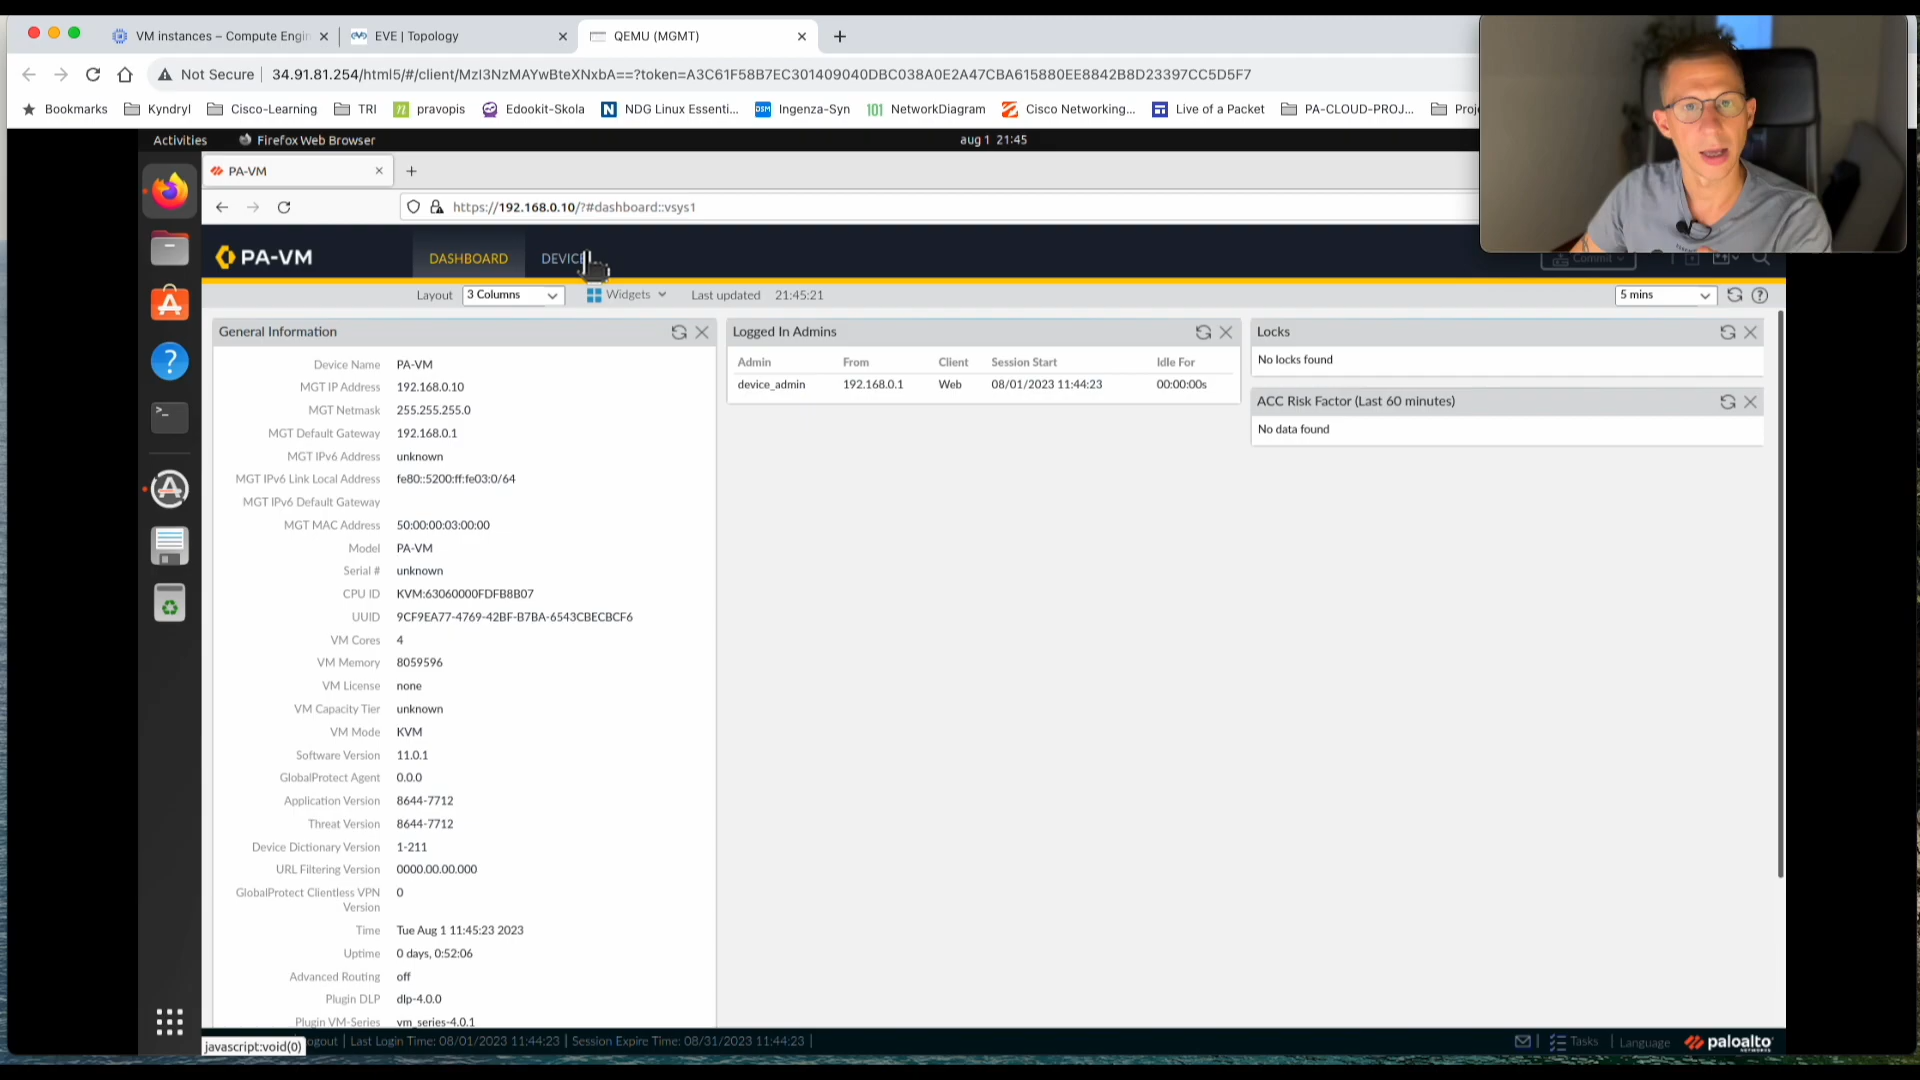 VM instances – Compute Engin
EVE | Topology
QEMU (MGMT)
Not Secure
34.91.81.254/html5/#/client/MzI3NzMAYwBteXNxbA==?token=A3C61F58B7EC301409040DBC038A0E2A47CBA615880EE8842B8D23397CC5D5F7
Bookmarks
Kyndryl
Cisco-Learning
TRI
pravopis
Edookit-Skola
NDG Linux Essenti...
Ingenza-Syn
NetworkDiagram
Cisco Networking...
Live of a Packet
PA-CLOUD-PROJ...
Proj
Activities
Firefox Web Browser
aug 1 21:45
PA-VM
https://192.168.0.10/?#dashboard::vsys1
PA-VM
DASHBOARD
DEVICE
Commit
Layout
3 Columns
Widgets
Last updated 21:45:21
5 mins
General Information
Device Name PA-VM
MGT IP Address 192.168.0.10
MGT Netmask 255.255.255.0
MGT Default Gateway 192.168.0.1
MGT IPv6 Address unknown
MGT IPv6 Link Local Address fe80::5200:ff:fe03:0/64
MGT IPv6 Default Gateway
MGT MAC Address 50:00:00:03:00:00
Model PA-VM
Serial # unknown
CPU ID KVM:63060000FDFB8B07
UUID 9CF9EA77-4769-42BF-B7BA-6543CBECBCF6
VM Cores 4
VM Memory 8059596
VM License none
VM Capacity Tier unknown
VM Mode KVM
Software Version 11.0.1
GlobalProtect Agent 0.0.0
Application Version 8644-7712
Threat Version 8644-7712
Device Dictionary Version 1-211
URL Filtering Version 0000.00.00.000
GlobalProtect Clientless VPN 0
Version
Time Tue Aug 1 11:45:23 2023
Uptime 0 days, 0:52:06
Advanced Routing off
Plugin DLP dlp-4.0.0
Plugin VM-Series vm_series-4.0.1
Logged In Admins
Admin From Client Session Start Idle For
device_admin 192.168.0.1 Web 08/01/2023 11:44:23 00:00:00s
Locks
No locks found
ACC Risk Factor (Last 60 minutes)
No data found
javascript:void(0)
ogout | Last Login Time: 08/01/2023 11:44:23 | Session Expire Time: 08/31/2023 11:44:23 |
Tasks | Language
paloalto
NETWORKS